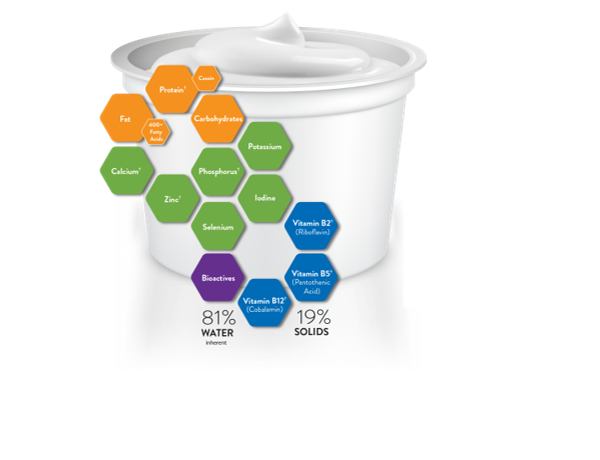 Protein†
Casein
Fat
400+
Fatty
Acids
Carbohydrates
Potassium
Calcium†
Phosphorus†
Zinc†
Iodine
Selenium
Vitamin B2†
(Riboflavin)
Bioactives
Vitamin B5†
(Pantothenic
Acid)
Vitamin B12†
(Cobalamin)
81%
WATER
inherent
19%
SOLIDS